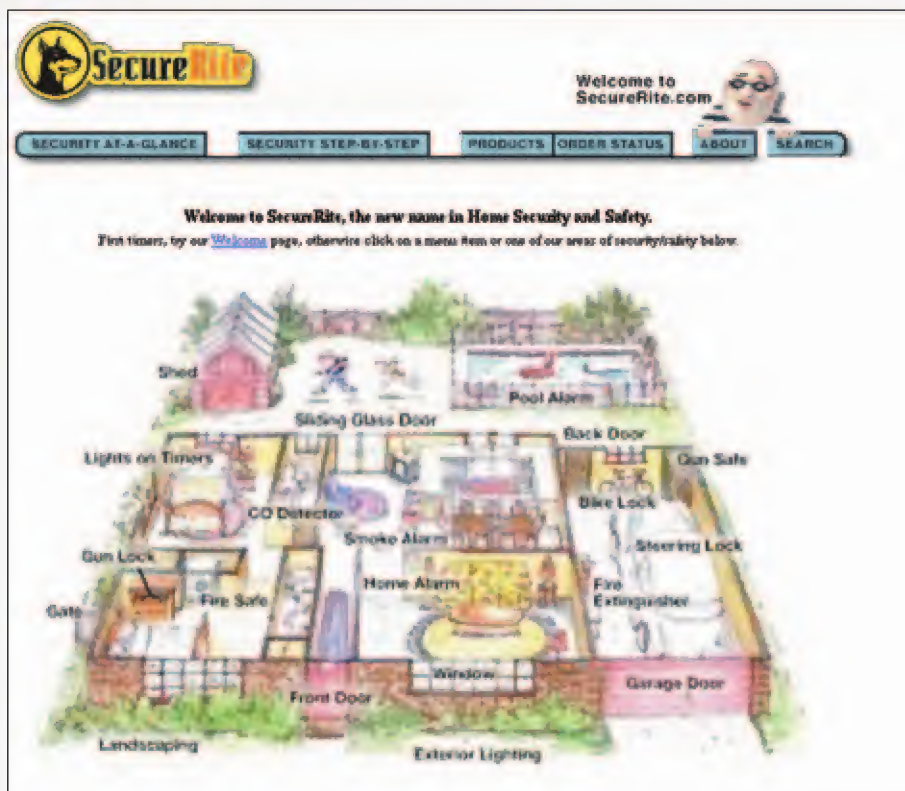 SecureRite
Welcome to
SecureRite.com
SECURITY AT-A-GLANCE
SECURITY STEP-BY-STEP
PRODUCTS
ORDER STATUS
ABOUT
SEARCH
Welcome to SecureRite, the new name in Home Security and Safety.
First timers, try our Welcome page, otherwise click on a menu item or one of our areas of security/safety below.
Shed
Pool Alarm
Sliding Glass Door
Back Door
Lights on Timers
Gun Safe
Bike Lock
CO Detector
Smoke Alarm
Steering Lock
Gun Lock
Home Alarm
Fire
Extinguisher
Fire Safe
Gate
Window
Garage Door
Front Door
Landscaping
Exterior Lighting